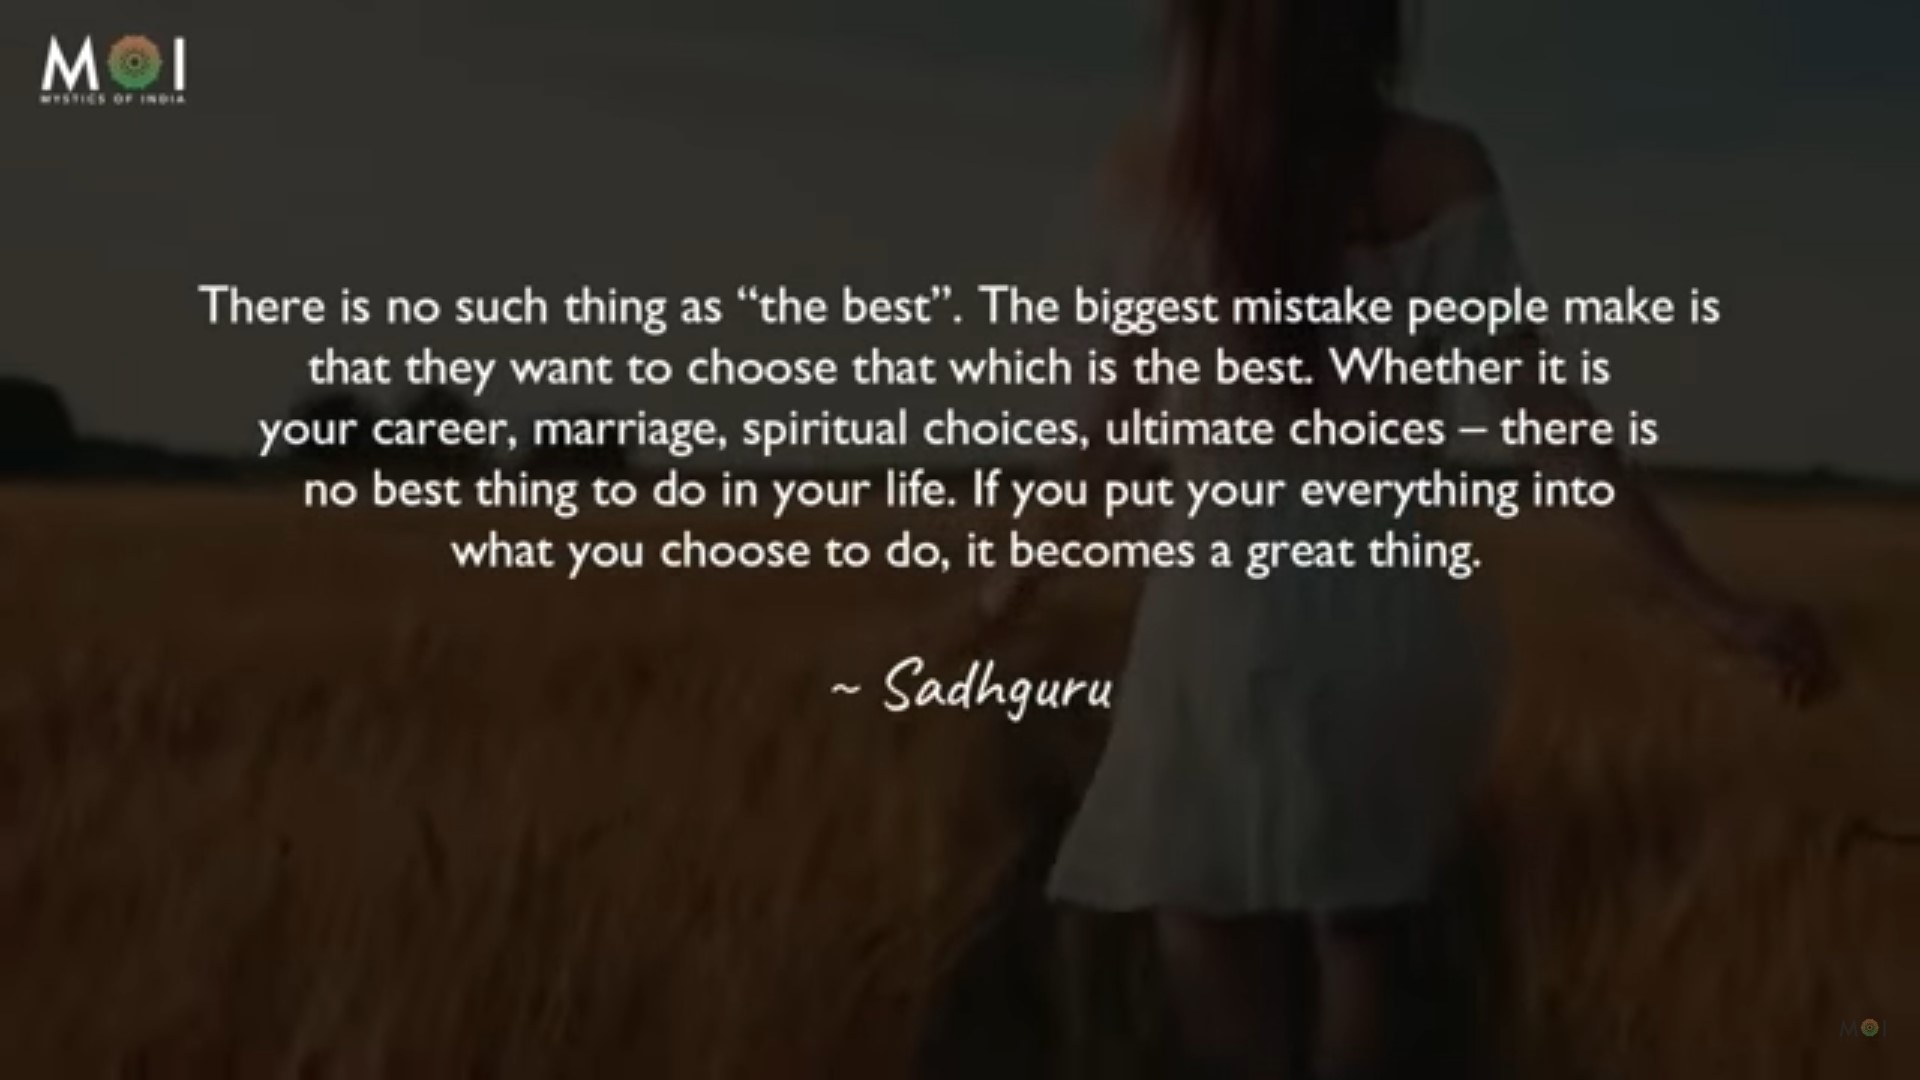 MOI
MYSTICS OF INDIA
There is no such thing as “the best”. The biggest mistake people make is
that they want to choose that which is the best. Whether it is
your career, marriage, spiritual choices, ultimate choices – there is
no best thing to do in your life. If you put your everything into
what you choose to do, it becomes a great thing.
~ Sadhguru
MOI